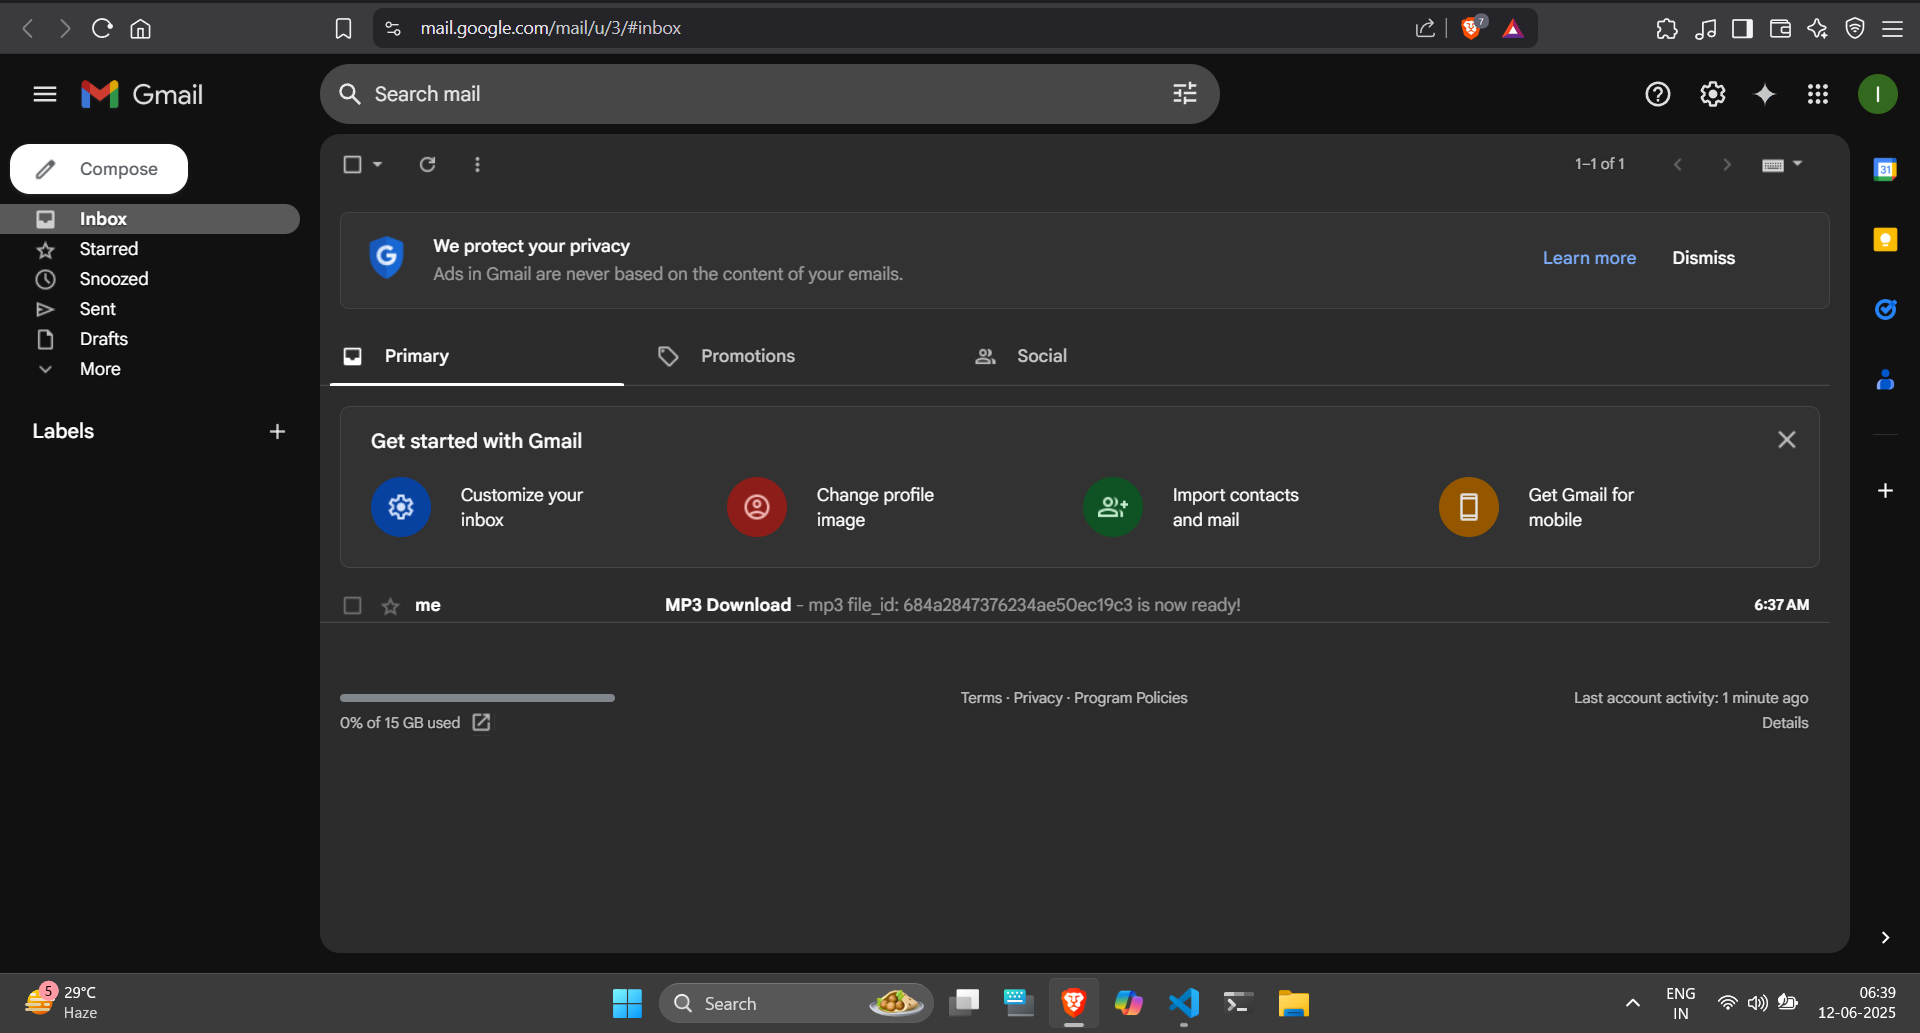 mail.google.com/mail/u/3/#inbox
7
Gmail
Search mail
I
Compose
1–1 of 1
31
Inbox
Starred
Snoozed
Sent
Drafts
More
Labels
G
We protect your privacy
Ads in Gmail are never based on the content of your emails.
Learn more
Dismiss
Primary
Promotions
Social
Get started with Gmail
Customize your
inbox
Change profile
image
Import contacts
and mail
Get Gmail for
mobile
me
MP3 Download - mp3 file_id: 684a2847376234ae50ec19c3 is now ready!
6:37 AM
0% of 15 GB used
Terms · Privacy · Program Policies
Last account activity: 1 minute ago
Details
5
29°C
Haze
Search
ENG
IN
06:39
12-06-2025